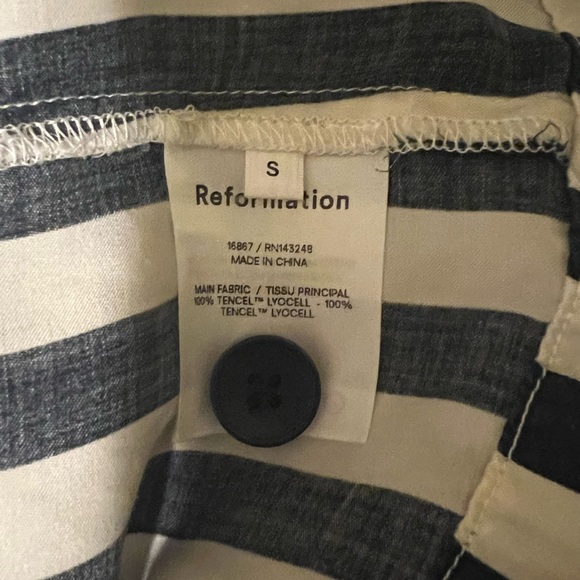 S
Reformation
16867 / RN143248
MADE IN CHINA
MAIN FABRIC / TISSU PRINCIPAL
100% TENCEL™ LYOCELL - 100%
TENCEL™ LYOCELL